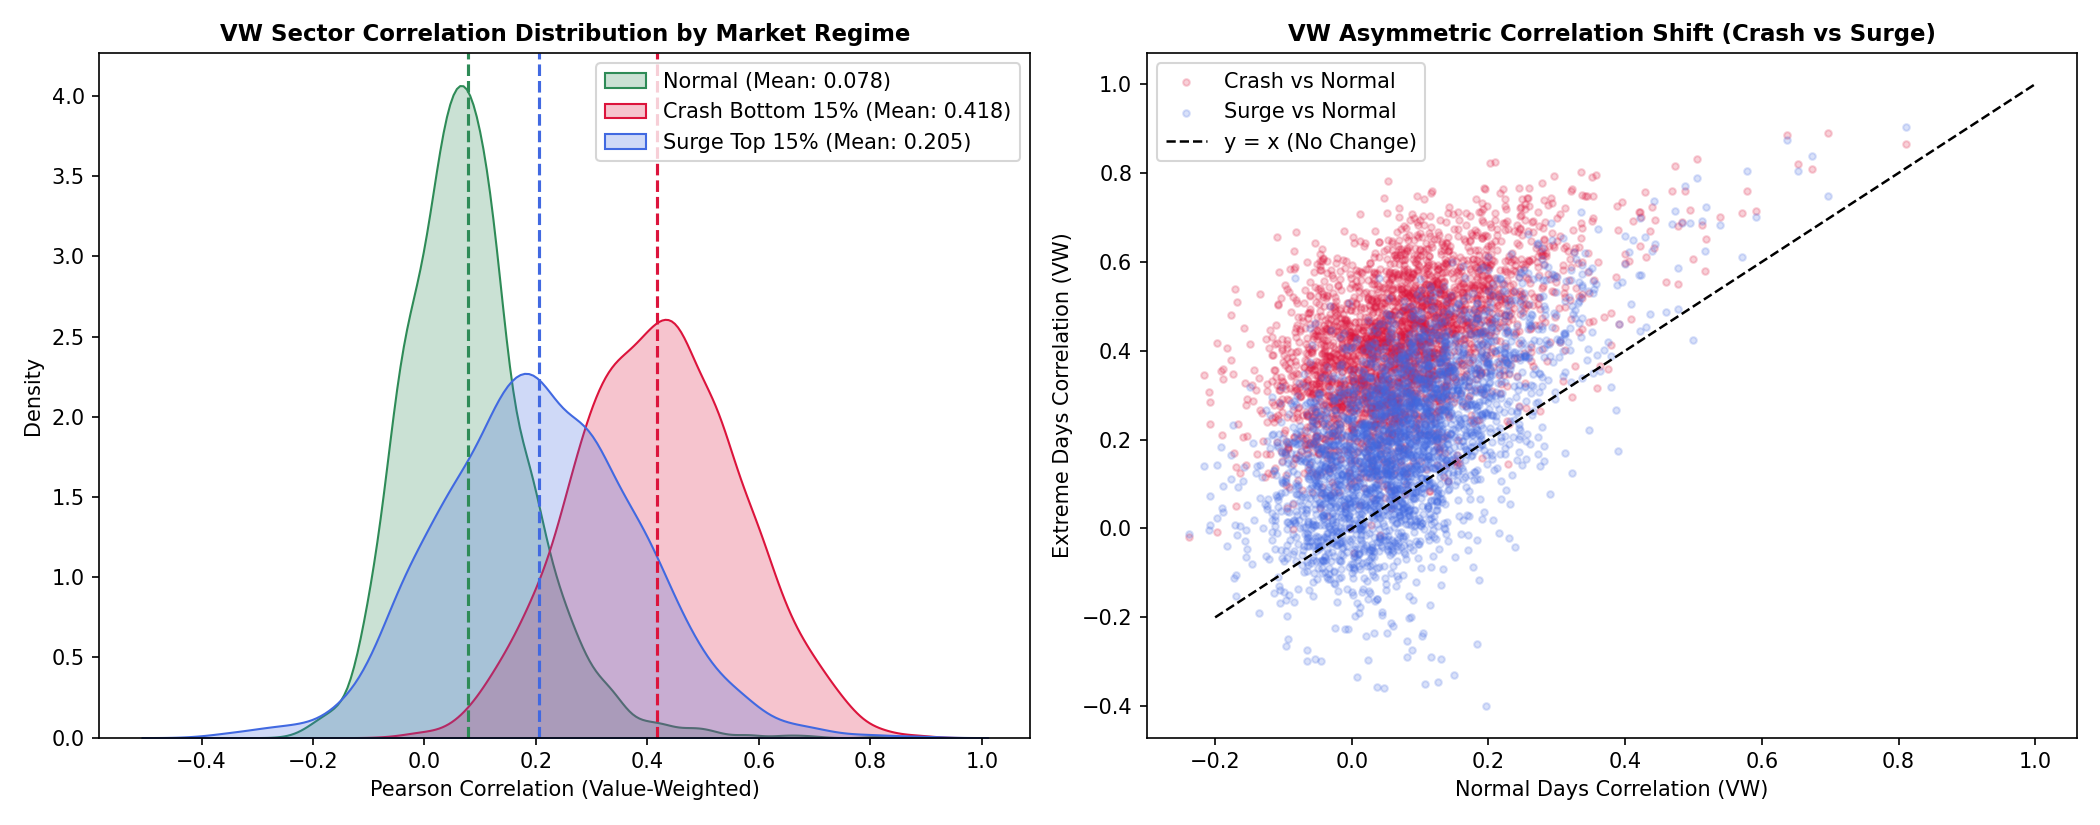 VW Sector Correlation Distribution by Market Regime
Normal (Mean: 0.078)
Crash Bottom 15% (Mean: 0.418)
Surge Top 15% (Mean: 0.205)
4.0
3.5
3.0
2.5
2.0
1.5
1.0
0.5
0.0
Density
−0.4 −0.2 0.0 0.2 0.4 0.6 0.8 1.0
Pearson Correlation (Value-Weighted)
VW Asymmetric Correlation Shift (Crash vs Surge)
Crash vs Normal
Surge vs Normal
y = x (No Change)
1.0
0.8
0.6
0.4
0.2
0.0
−0.2
−0.4
Extreme Days Correlation (VW)
−0.2 0.0 0.2 0.4 0.6 0.8 1.0
Normal Days Correlation (VW)